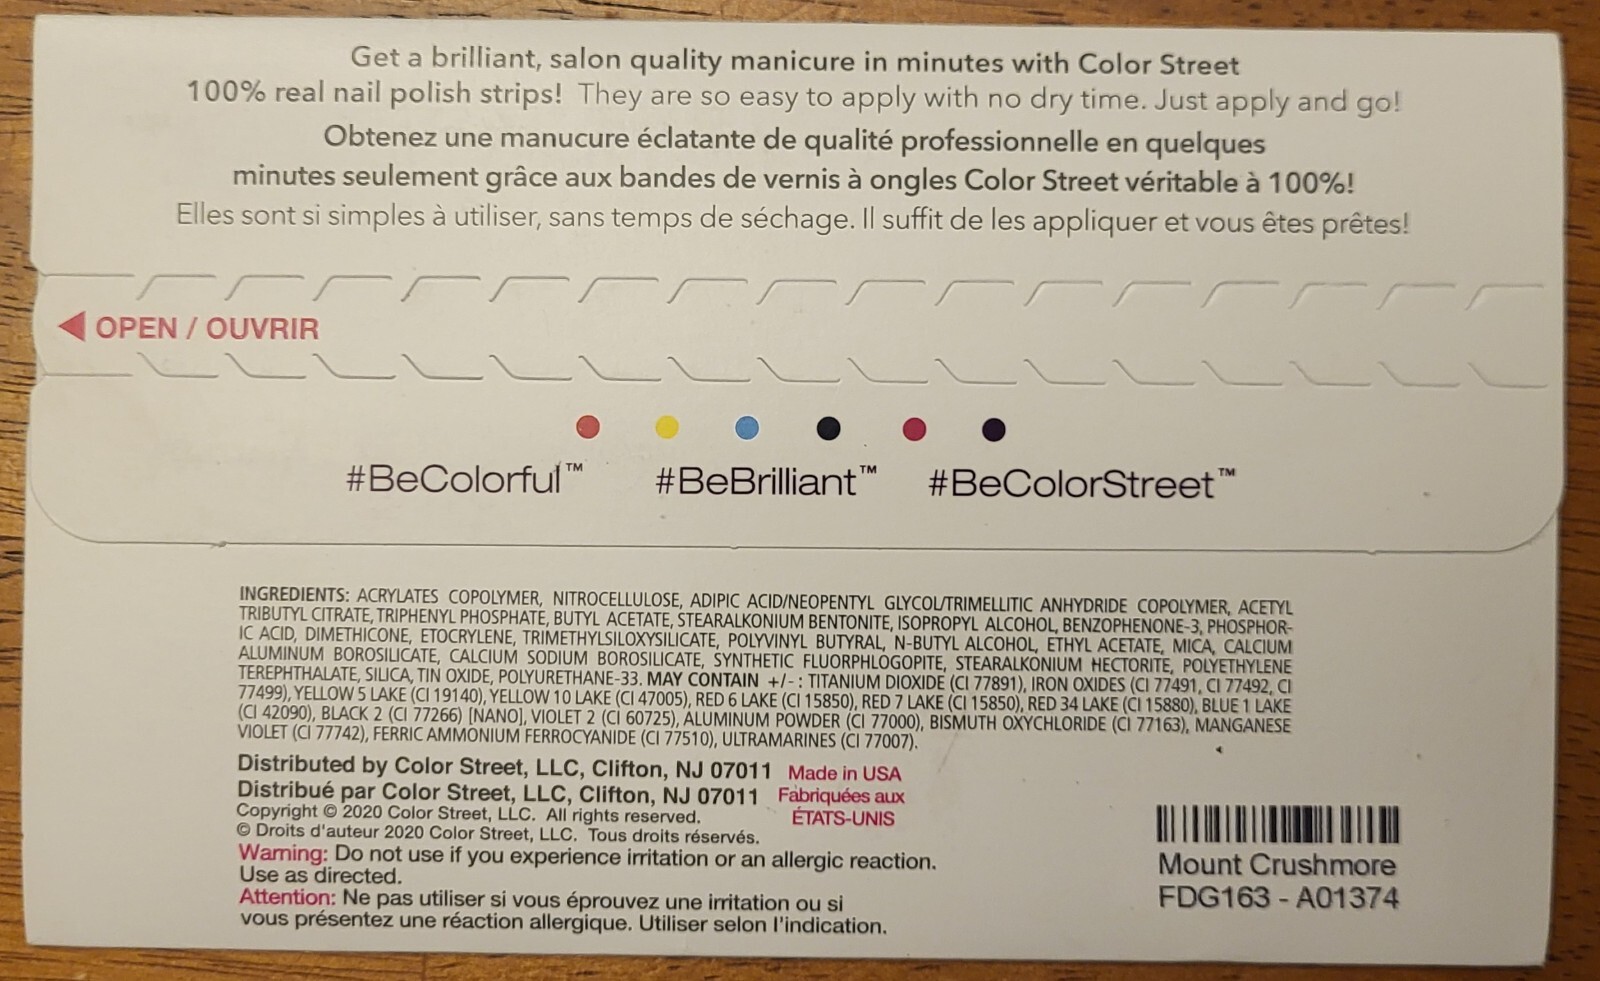 Get a brilliant, salon quality manicure in minutes with Color Street
100% real nail polish strips! They are so easy to apply with no dry time. Just apply and go!
Obtenez une manucure éclatante de qualité professionnelle en quelques
minutes seulement grâce aux bandes de vernis à ongles Color Street véritable à 100%!
Elles sont si simples à utiliser, sans temps de séchage. Il suffit de les appliquer et vous êtes prêtes!
OPEN / OUVRIR
#BeColorful™ #BeBrilliant™ #BeColorStreet™
INGREDIENTS: ACRYLATES COPOLYMER, NITROCELLULOSE, ADIPIC ACID/NEOPENTYL GLYCOL/TRIMELLITIC ANHYDRIDE COPOLYMER, ACETYL
TRIBUTYL CITRATE, TRIPHENYL PHOSPHATE, BUTYL ACETATE, STEARALKONIUM BENTONITE, ISOPROPYL ALCOHOL, BENZOPHENONE-3, PHOSPHOR-
IC ACID, DIMETHICONE, ETOCRYLENE, TRIMETHYLSILOXYSILICATE, POLYVINYL BUTYRAL, N-BUTYL ALCOHOL, ETHYL ACETATE, MICA, CALCIUM
ALUMINUM BOROSILICATE, CALCIUM SODIUM BOROSILICATE, SYNTHETIC FLUORPHLOGOPITE, STEARALKONIUM HECTORITE, POLYETHYLENE
TEREPHTHALATE, SILICA, TIN OXIDE, POLYURETHANE-33. MAY CONTAIN +/- : TITANIUM DIOXIDE (CI 77891), IRON OXIDES (CI 77491, CI 77492, CI
77499), YELLOW 5 LAKE (CI 19140), YELLOW 10 LAKE (CI 47005), RED 6 LAKE (CI 15850), RED 7 LAKE (CI 15850), RED 34 LAKE (CI 15880), BLUE 1 LAKE
(CI 42090), BLACK 2 (CI 77266) [NANO], VIOLET 2 (CI 60725), ALUMINUM POWDER (CI 77000), BISMUTH OXYCHLORIDE (CI 77163), MANGANESE
VIOLET (CI 77742), FERRIC AMMONIUM FERROCYANIDE (CI 77510), ULTRAMARINES (CI 77007).
Distributed by Color Street, LLC, Clifton, NJ 07011 Made in USA
Distribué par Color Street, LLC, Clifton, NJ 07011 Fabriquées aux
ÉTATS-UNIS
Copyright © 2020 Color Street, LLC. All rights reserved.
© Droits d'auteur 2020 Color Street, LLC. Tous droits réservés.
Warning: Do not use if you experience irritation or an allergic reaction.
Use as directed.
Attention: Ne pas utiliser si vous éprouvez une irritation ou si
vous présentez une réaction allergique. Utiliser selon l'indication.
Mount Crushmore
FDG163 - A01374